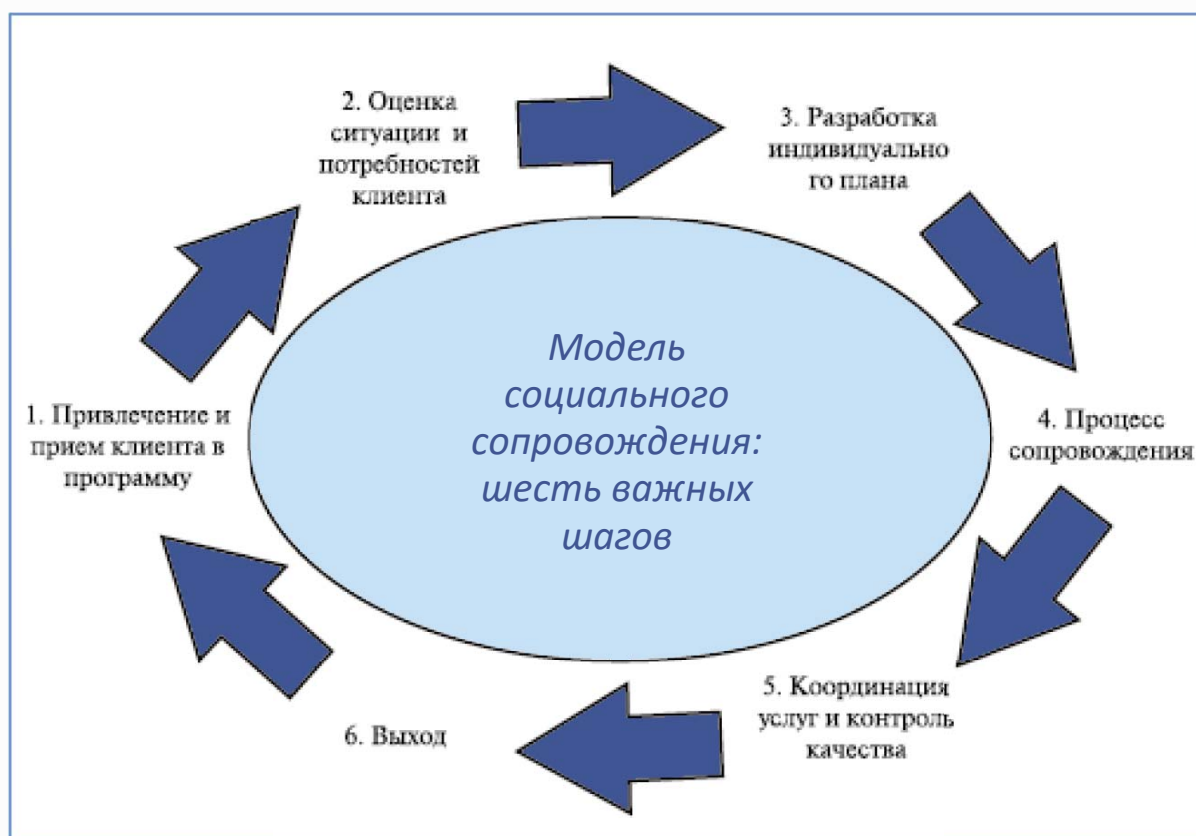 2. Оценка
ситуации и
потребностей
клиента
3. Разработка
индивидуально
го плана
Модель
социального
сопровождения:
шесть важных
шагов
1. Привлечение и
прием клиента в
программу
4. Процесс
сопровождения
5. Координация
услуг и контроль
качества
6. Выход